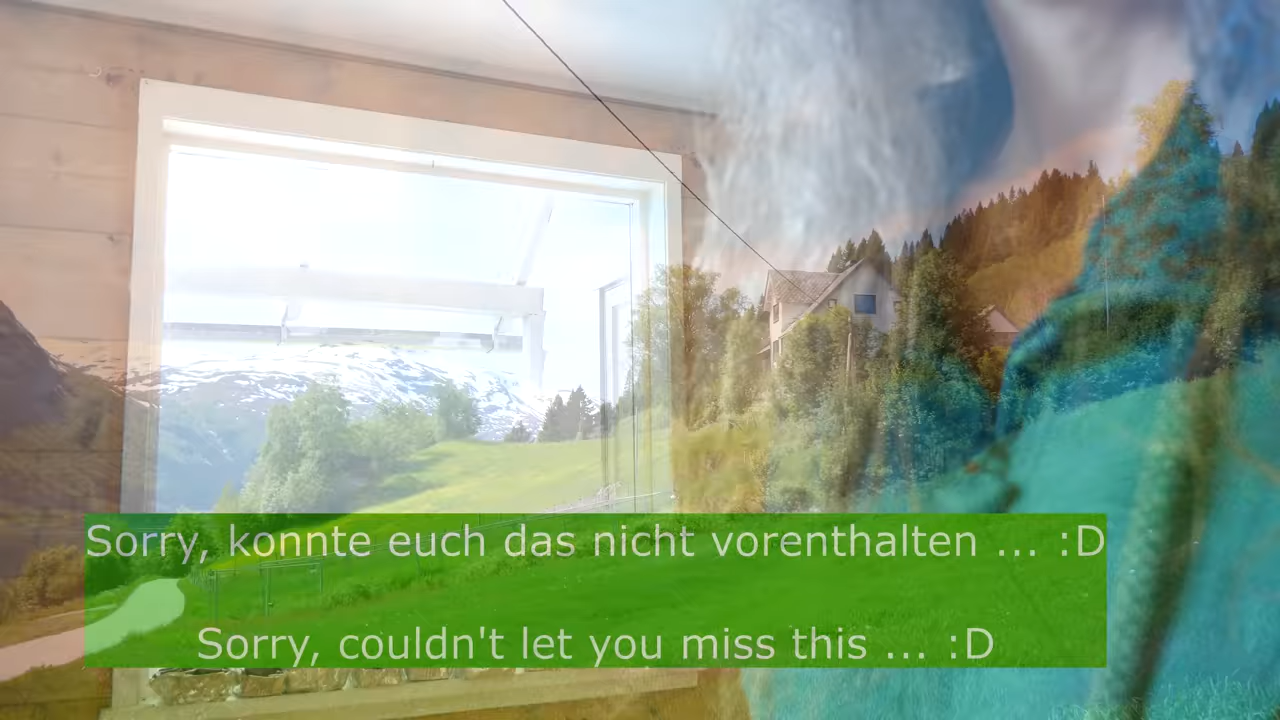 Sorry, konnte euch das nicht vorenthalten ... :D
Sorry, couldn't let you miss this ... :D